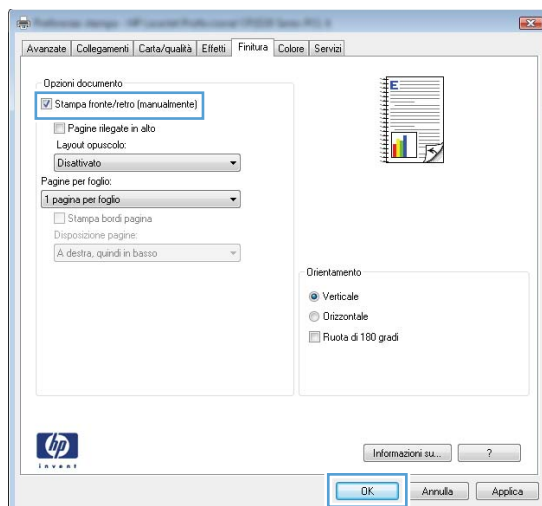 Avanzate Collegamenti Carta/qualità Effetti Finitura Colore Servizi
Opzioni documento
Stampa fronte/retro (manualmente)
Pagine rilegate in alto
Layout opuscolo:
Disattivato
Pagine per foglio:
1 pagina per foglio
Stampa bordi pagina
Disposizione pagine:
A destra, quindi in basso
E
Orientamento
Verticale
Orizzontale
Ruota di 180 gradi
hp
invent
Informazioni su... ?
OK Annulla Applica